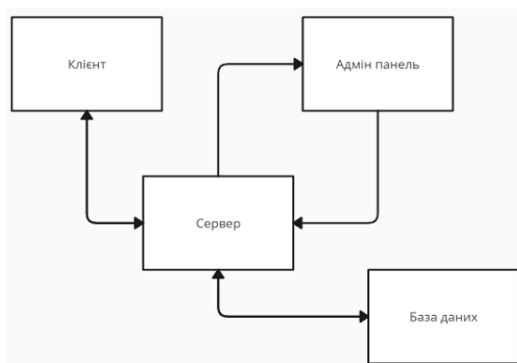 Клієнт
Адмін панель
Сервер
База даних